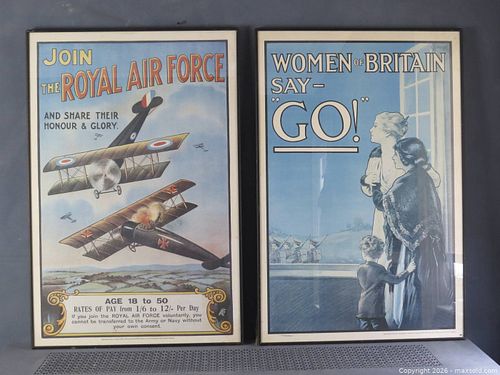 JOIN
THE ROYAL AIR FORCE
AND SHARE THEIR
HONOUR & GLORY.
AGE 18 to 50
RATES OF PAY from 1/6 to 12/- Per Day
If you join the ROYAL AIR FORCE voluntarily, you
cannot be transferred to the Army or Navy without
your own consent.
WOMEN OF BRITAIN
SAY—
"GO!"
Copyright 2026 - maxsold.com